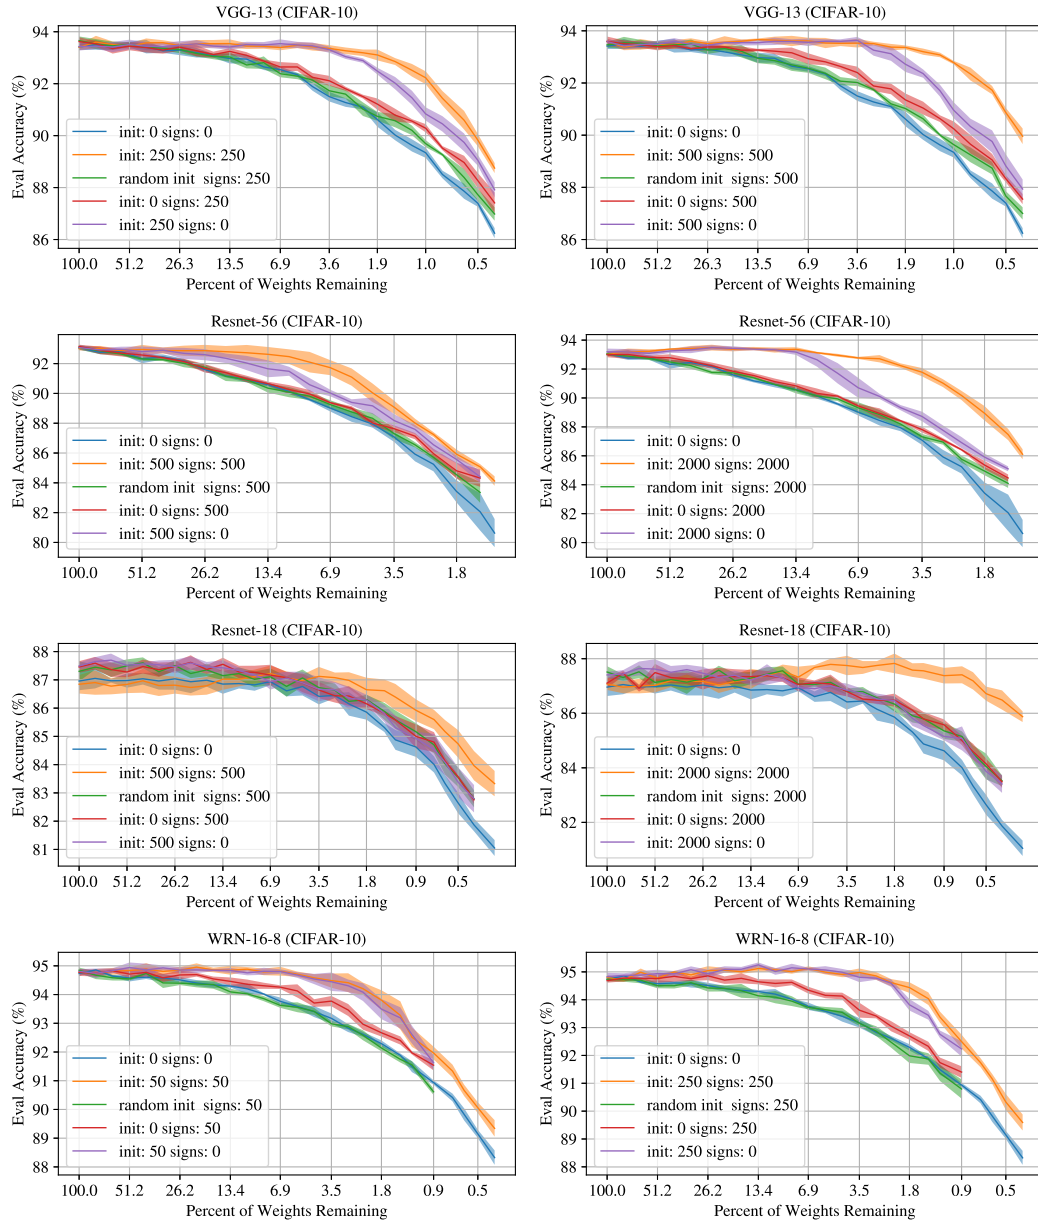 VGG-13 (CIFAR-10)
Eval Accuracy (%)
94
92
90
88
86
init: 0 signs: 0
init: 250 signs: 250
random init  signs: 250
init: 0 signs: 250
init: 250 signs: 0
100.0 51.2 26.3 13.5 6.9 3.6 1.9 1.0 0.5
Percent of Weights Remaining
VGG-13 (CIFAR-10)
Eval Accuracy (%)
94
92
90
88
86
init: 0 signs: 0
init: 500 signs: 500
random init  signs: 500
init: 0 signs: 500
init: 500 signs: 0
100.0 51.2 26.3 13.5 6.9 3.6 1.9 1.0 0.5
Percent of Weights Remaining
Resnet-56 (CIFAR-10)
Eval Accuracy (%)
92
90
88
86
84
82
80
init: 0 signs: 0
init: 500 signs: 500
random init  signs: 500
init: 0 signs: 500
init: 500 signs: 0
100.0 51.2 26.2 13.4 6.9 3.5 1.8
Percent of Weights Remaining
Resnet-56 (CIFAR-10)
Eval Accuracy (%)
94
92
90
88
86
84
82
80
init: 0 signs: 0
init: 2000 signs: 2000
random init  signs: 2000
init: 0 signs: 2000
init: 2000 signs: 0
100.0 51.2 26.2 13.4 6.9 3.5 1.8
Percent of Weights Remaining
Resnet-18 (CIFAR-10)
Eval Accuracy (%)
88
87
86
85
84
83
82
81
init: 0 signs: 0
init: 500 signs: 500
random init  signs: 500
init: 0 signs: 500
init: 500 signs: 0
100.0 51.2 26.2 13.4 6.9 3.5 1.8 0.9 0.5
Percent of Weights Remaining
Resnet-18 (CIFAR-10)
Eval Accuracy (%)
88
86
84
82
init: 0 signs: 0
init: 2000 signs: 2000
random init  signs: 2000
init: 0 signs: 2000
init: 2000 signs: 0
100.0 51.2 26.2 13.4 6.9 3.5 1.8 0.9 0.5
Percent of Weights Remaining
WRN-16-8 (CIFAR-10)
Eval Accuracy (%)
95
94
93
92
91
90
89
88
init: 0 signs: 0
init: 50 signs: 50
random init  signs: 50
init: 0 signs: 50
init: 50 signs: 0
100.0 51.2 26.2 13.4 6.9 3.5 1.8 0.9 0.5
Percent of Weights Remaining
WRN-16-8 (CIFAR-10)
Eval Accuracy (%)
95
94
93
92
91
90
89
88
init: 0 signs: 0
init: 250 signs: 250
random init  signs: 250
init: 0 signs: 250
init: 250 signs: 0
100.0 51.2 26.2 13.4 6.9 3.5 1.8 0.9 0.5
Percent of Weights Remaining